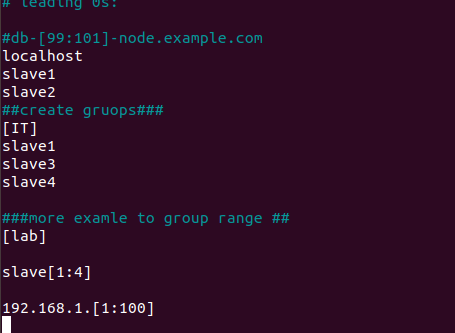 # leading 0s:
#db-[99:101]-node.example.com
localhost
slave1
slave2
##create gruops###
[IT]
slave1
slave3
slave4
###more examle to group range ##
[lab]
slave[1:4]
192.168.1.[1:100]